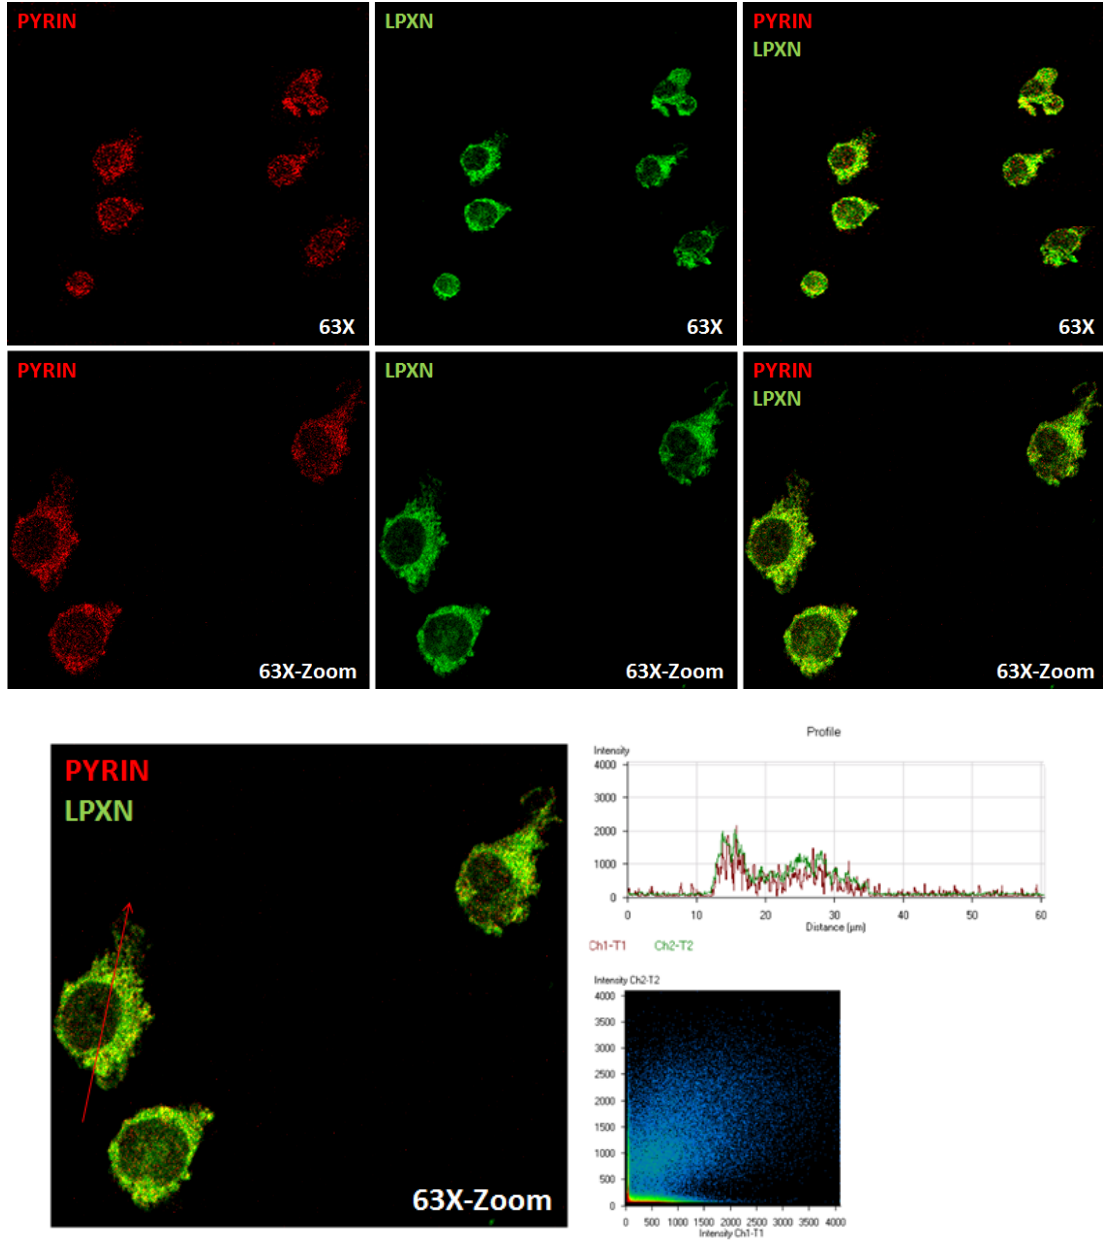 PYRIN
63X
LPXN
63X
PYRIN
LPXN
63X
PYRIN
63X-Zoom
LPXN
63X-Zoom
PYRIN
LPXN
63X-Zoom
PYRIN
LPXN
63X-Zoom
Profile
Intensity
4000
3000
2000
1000
0
0 10 20 30 40 50 60
Distance (µm)
Ch1-T1 Ch2-T2
Intensity Ch2-T2
4000
3500
3000
2500
2000
1500
1000
500
0
0 500 1000 1500 2000 2500 3000 3500 4100
Intensity Ch1-T1